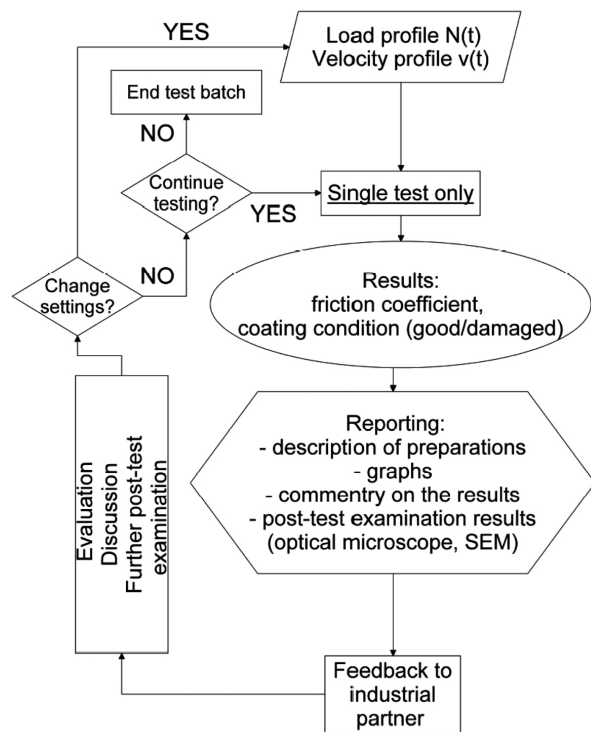 YES
Load profile N(t)
Velocity profile v(t)
End test batch
NO
Continue
testing?
YES
Single test only
Change
settings?
NO
Results:
friction coefficient,
coating condition (good/damaged)
Reporting:
- description of preparations
- graphs
- commentry on the results
- post-test examination results
(optical microscope, SEM)
Evaluation
Discussion
Further post-test
examination
Feedback to
industrial
partner